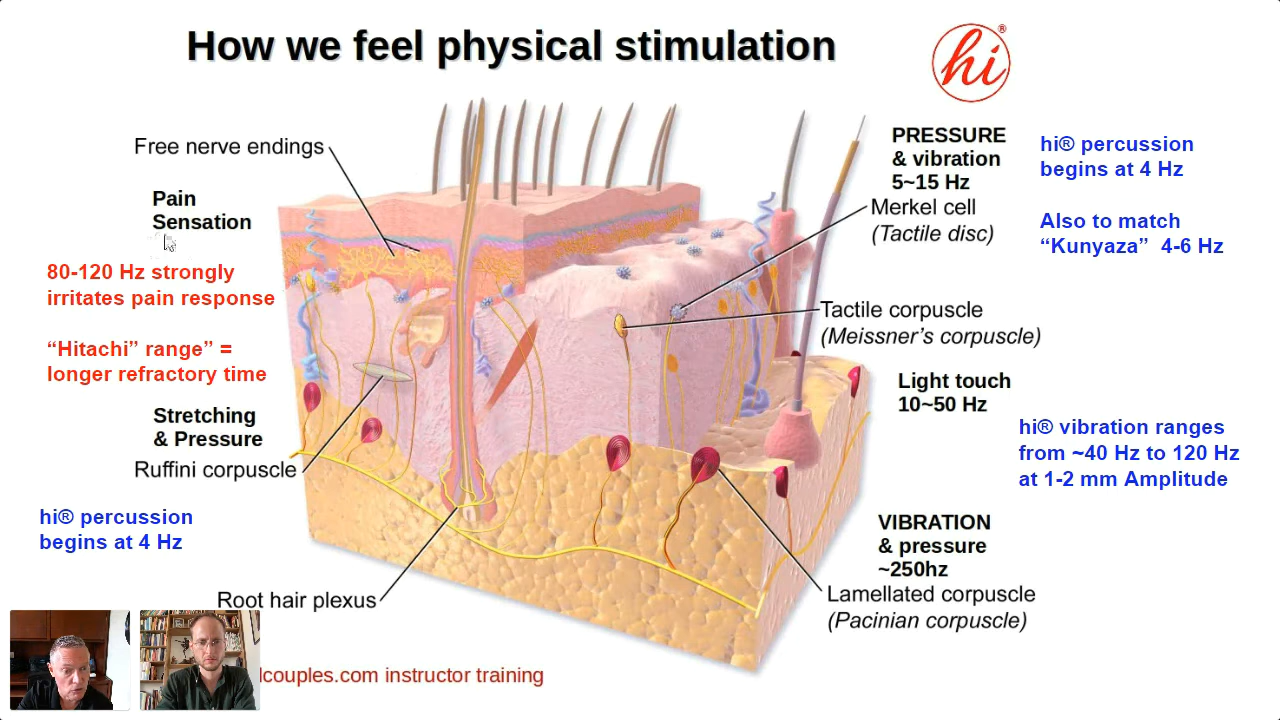 How we feel physical stimulation
hi®
Free nerve endings
Pain
Sensation
80-120 Hz strongly
irritates pain response
“Hitachi” range” =
longer refractory time
Stretching
& Pressure
Ruffini corpuscle
hi® percussion
begins at 4 Hz
Root hair plexus
PRESSURE
& vibration
5~15 Hz
Merkel cell
(Tactile disc)
hi® percussion
begins at 4 Hz
Also to match
“Kunyaza” 4-6 Hz
Tactile corpuscle
(Meissner’s corpuscle)
Light touch
10~50 Hz
hi® vibration ranges
from ~40 Hz to 120 Hz
at 1-2 mm Amplitude
VIBRATION
& pressure
~250hz
Lamellated corpuscle
(Pacinian corpuscle)
lcouples.com instructor training